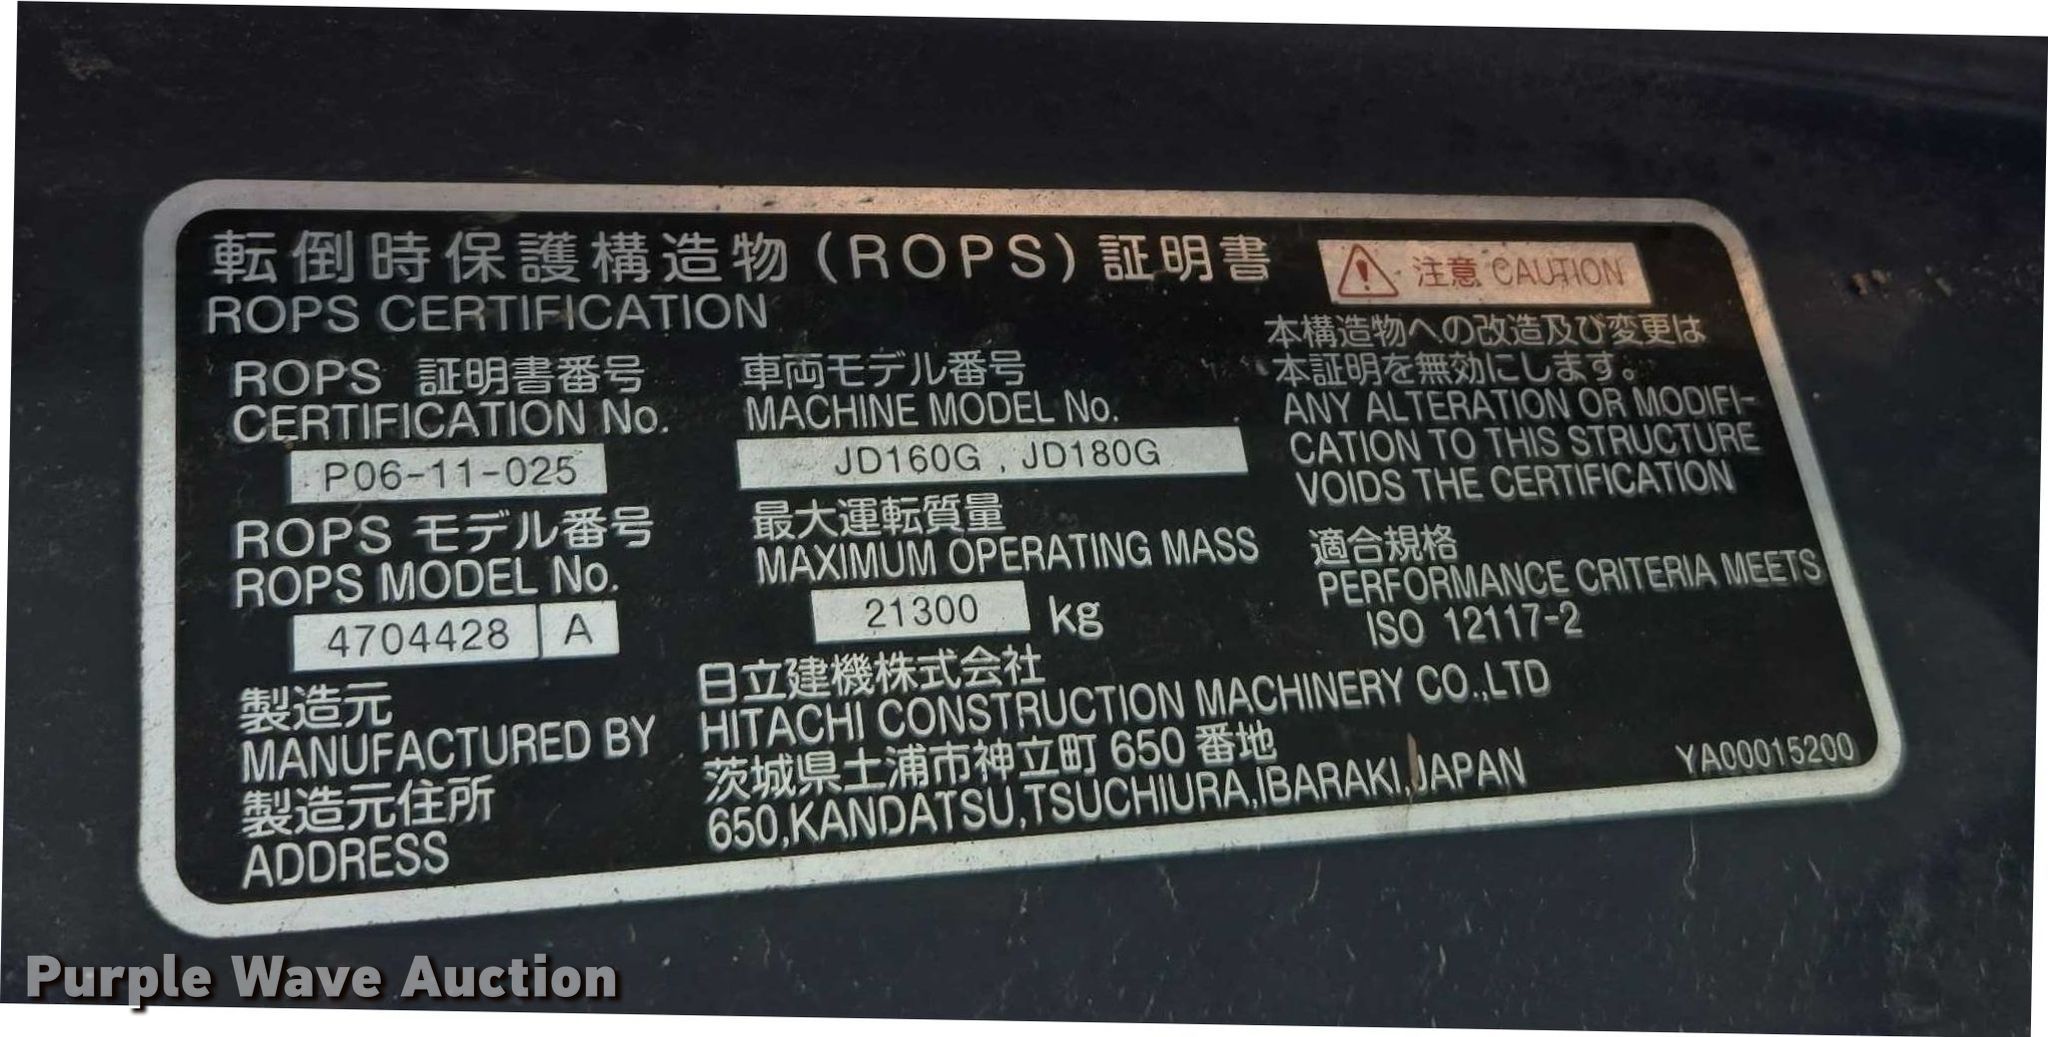 転倒時保護構造物(ROPS)証明書
ROPS CERTIFICATION
ROPS 証明書番号
CERTIFICATION No.
P06-11-025
ROPS モデル番号
ROPS MODEL No.
4704428 A
車両モデル番号
MACHINE MODEL No.
JD160G , JD180G
最大運転質量
MAXIMUM OPERATING MASS
21300 kg
注意 CAUTION
本構造物への改造及び変更は
本証明を無効にします。
ANY ALTERATION OR MODIFI-
CATION TO THIS STRUCTURE
VOIDS THE CERTIFICATION
適合規格
PERFORMANCE CRITERIA MEETS
ISO 12117-2
製造元
MANUFACTURED BY
日立建機株式会社
HITACHI CONSTRUCTION MACHINERY CO.,LTD
製造元住所
ADDRESS
茨城県土浦市神立町 650 番地
650,KANDATSU,TSUCHIURA,IBARAKI,JAPAN
YA00015200
Purple Wave Auction